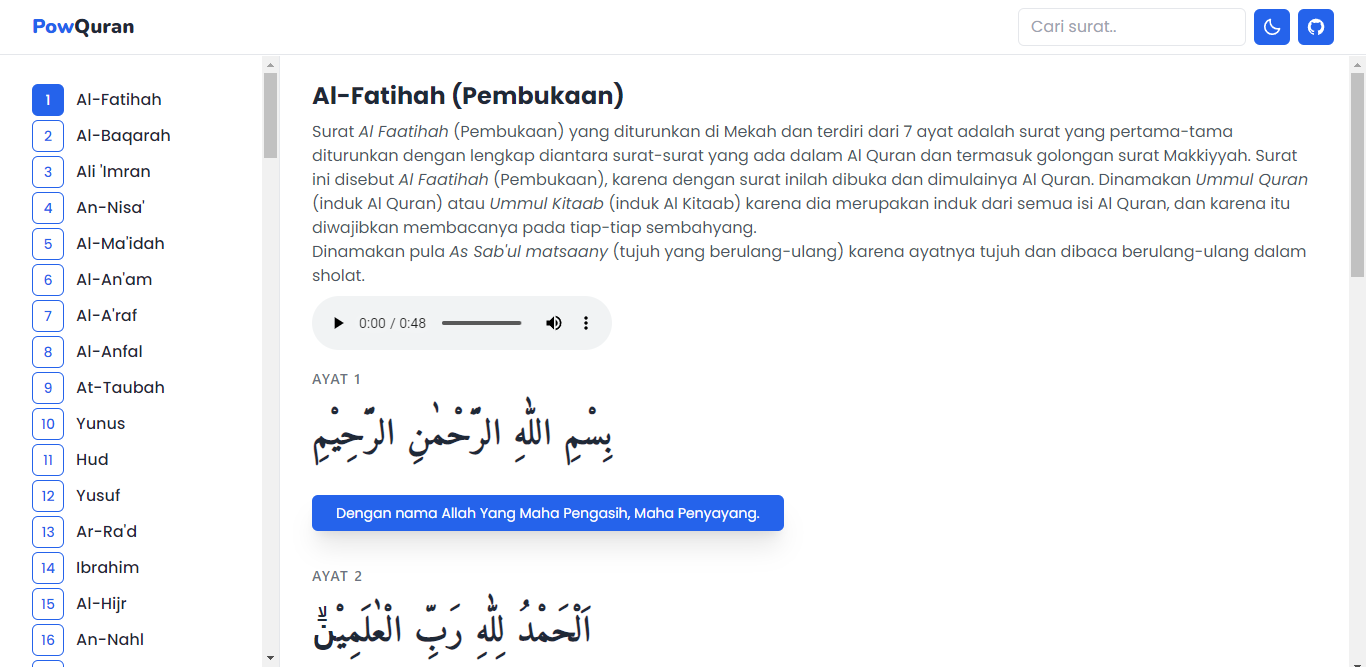 PowQuran
Cari surat..
1 Al-Fatihah
2 Al-Baqarah
3 Ali 'Imran
4 An-Nisa'
5 Al-Ma'idah
6 Al-An'am
7 Al-A'raf
8 Al-Anfal
9 At-Taubah
10 Yunus
11 Hud
12 Yusuf
13 Ar-Ra'd
14 Ibrahim
15 Al-Hijr
16 An-Nahl
Al-Fatihah (Pembukaan)
Surat Al Faatihah (Pembukaan) yang diturunkan di Mekah dan terdiri dari 7 ayat adalah surat yang pertama-tama
diturunkan dengan lengkap diantara surat-surat yang ada dalam Al Quran dan termasuk golongan surat Makkiyyah. Surat
ini disebut Al Faatihah (Pembukaan), karena dengan surat inilah dibuka dan dimulainya Al Quran. Dinamakan Ummul Quran
(induk Al Quran) atau Ummul Kitaab (induk Al Kitaab) karena dia merupakan induk dari semua isi Al Quran, dan karena itu
diwajibkan membacanya pada tiap-tiap sembahyang.
Dinamakan pula As Sab'ul matsaany (tujuh yang berulang-ulang) karena ayatnya tujuh dan dibaca berulang-ulang dalam
sholat.
0:00 / 0:48
AYAT 1
بِسْمِ اللّٰهِ الرَّحْمٰنِ الرَّحِيْمِ
Dengan nama Allah Yang Maha Pengasih, Maha Penyayang.
AYAT 2
اَلْحَمْدُ لِلّٰهِ رَبِّ الْعٰلَمِيْنَۙ